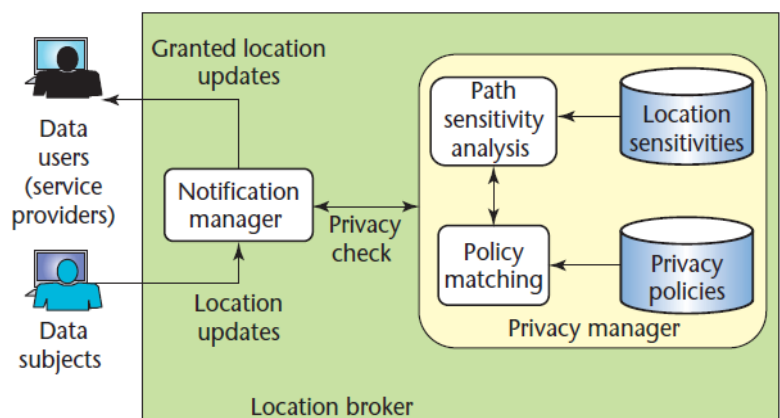 Granted location
updates
Data
users
(service
providers)
Notification
manager
Privacy
check
Path
sensitivity
analysis
Location
sensitivities
Policy
matching
Privacy
policies
Privacy manager
Data
subjects
Location
updates
Location broker